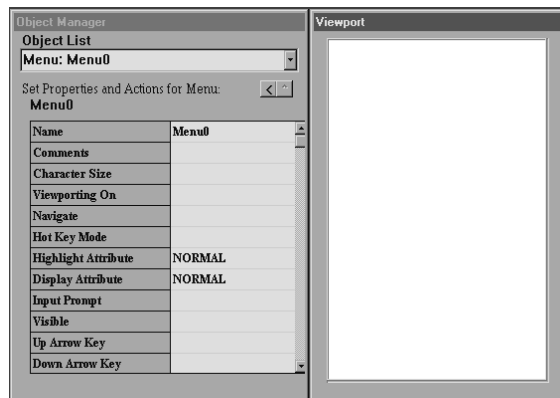 Object Manager
Object List
Menu: Menu0
Set Properties and Actions for Menu:
Menu0
Name Menu0
Comments
Character Size
Viewporting On
Navigate
Hot Key Mode
Highlight Attribute NORMAL
Display Attribute NORMAL
Input Prompt
Visible
Up Arrow Key
Down Arrow Key
Viewport